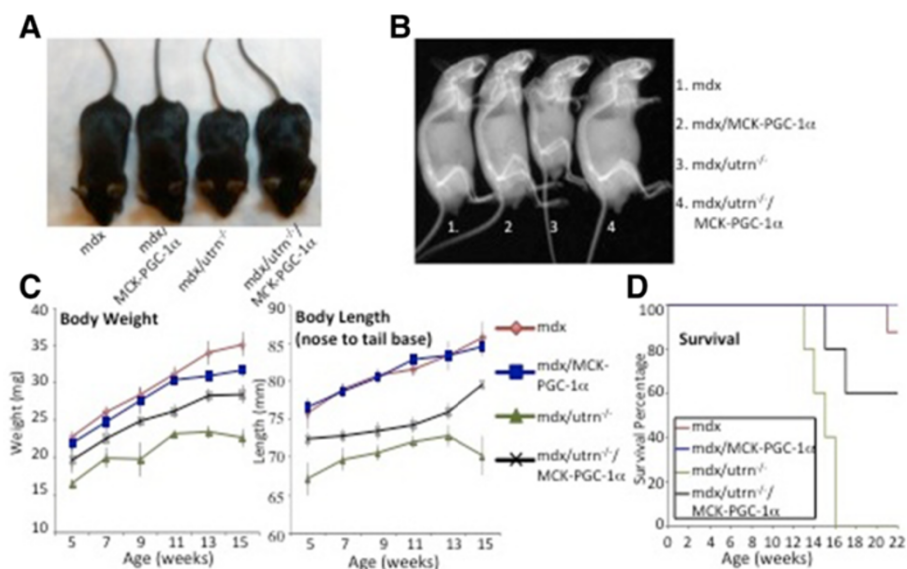 A
mdx
mdx/
MCK-PGC-1α
mdx/utrn⁻/⁻
mdx/utrn⁻/⁻/
MCK-PGC-1α
B
1.
2
3
4
1. mdx
2. mdx/MCK-PGC-1α
3. mdx/utrn⁻/⁻
4. mdx/utrn⁻/⁻/
MCK-PGC-1α
C
Body Weight
Weight (mg)
40
35
30
25
20
15
10
5 7 9 11 13 15
Age (weeks)
Body Length
(nose to tail base)
Length (mm)
90
85
80
75
70
65
60
5 7 9 11 13 15
Age (weeks)
mdx
mdx/MCK-
PGC-1α
mdx/utrn⁻/⁻
mdx/utrn⁻/⁻/
MCK-PGC-1α
D
Survival
Survival Percentage
100
80
60
40
20
0
mdx
mdx/MCK-PGC-1α
mdx/utrn⁻/⁻
mdx/utrn⁻/⁻/
MCK-PGC-1α
0 2 4 6 8 10 12 14 16 18 20 22
Age (weeks)